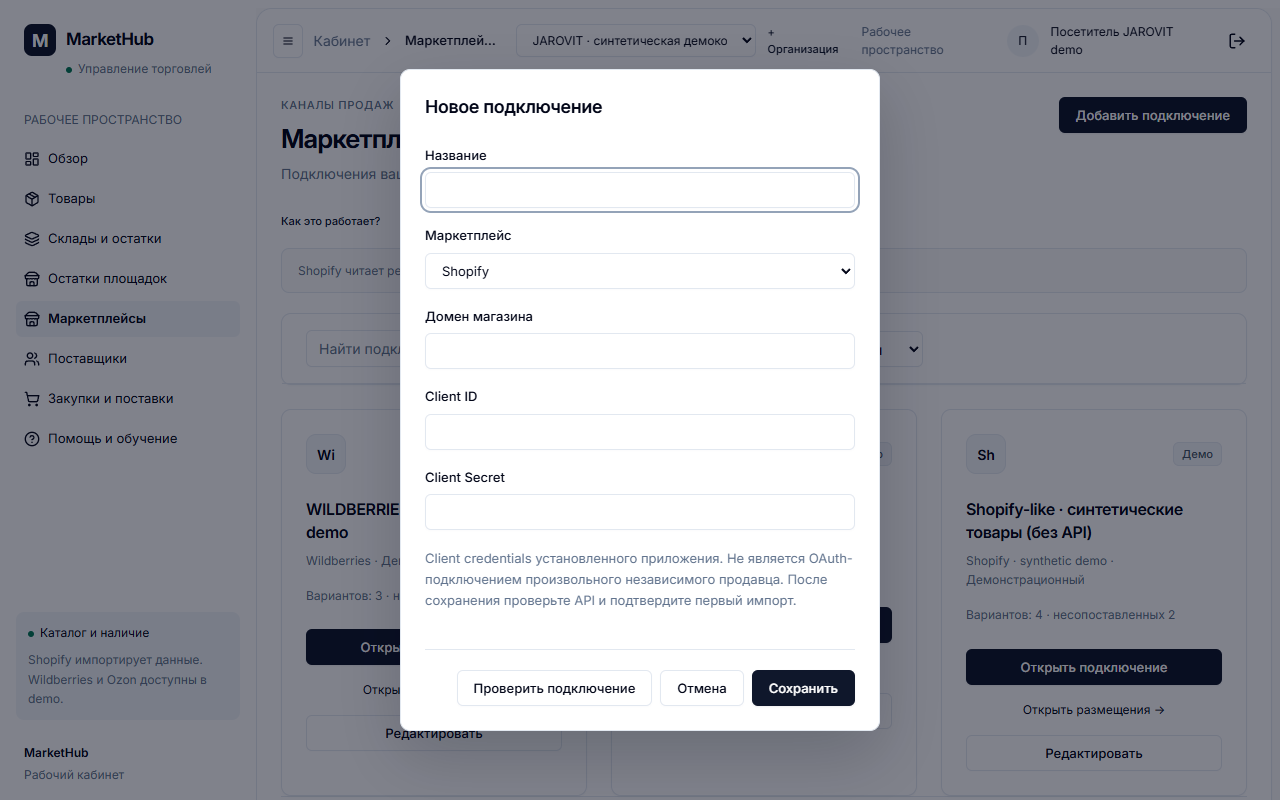 M MarketHub
Управление торговлей
РАБОЧЕЕ ПРОСТРАНСТВО
Обзор
Товары
Склады и остатки
Остатки площадок
Маркетплейсы
Поставщики
Закупки и поставки
Помощь и обучение
Каталог и наличие
Shopify импортирует данные.
Wildberries и Ozon доступны в
demo.
MarketHub
Рабочий кабинет
Кабинет
Маркетплей...
JAROVIT · синтетическая демоко
+
Организация
Рабочее
пространство
П
Посетитель JAROVIT
demo
КАНАЛЫ ПРОДАЖ
Добавить подключение
Маркетпл
Подключения ваш
Как это работает?
Shopify читает ре
Найти подкл
Wi
WILDBERRIE
demo
Wildberries · Де
Вариантов: 3 · н
Откры
Откры
Редактировать
Sh
Демо
Shopify-like · синтетические
товары (без API)
Shopify · synthetic demo ·
Демонстрационный
Вариантов: 4 · несопоставленных 2
Открыть подключение
Открыть размещения →
Редактировать
Новое подключение
Название
Маркетплейс
Shopify
Домен магазина
Client ID
Client Secret
Client credentials установленного приложения. Не является OAuth-
подключением произвольного независимого продавца. После
сохранения проверьте API и подтвердите первый импорт.
Проверить подключение
Отмена
Сохранить